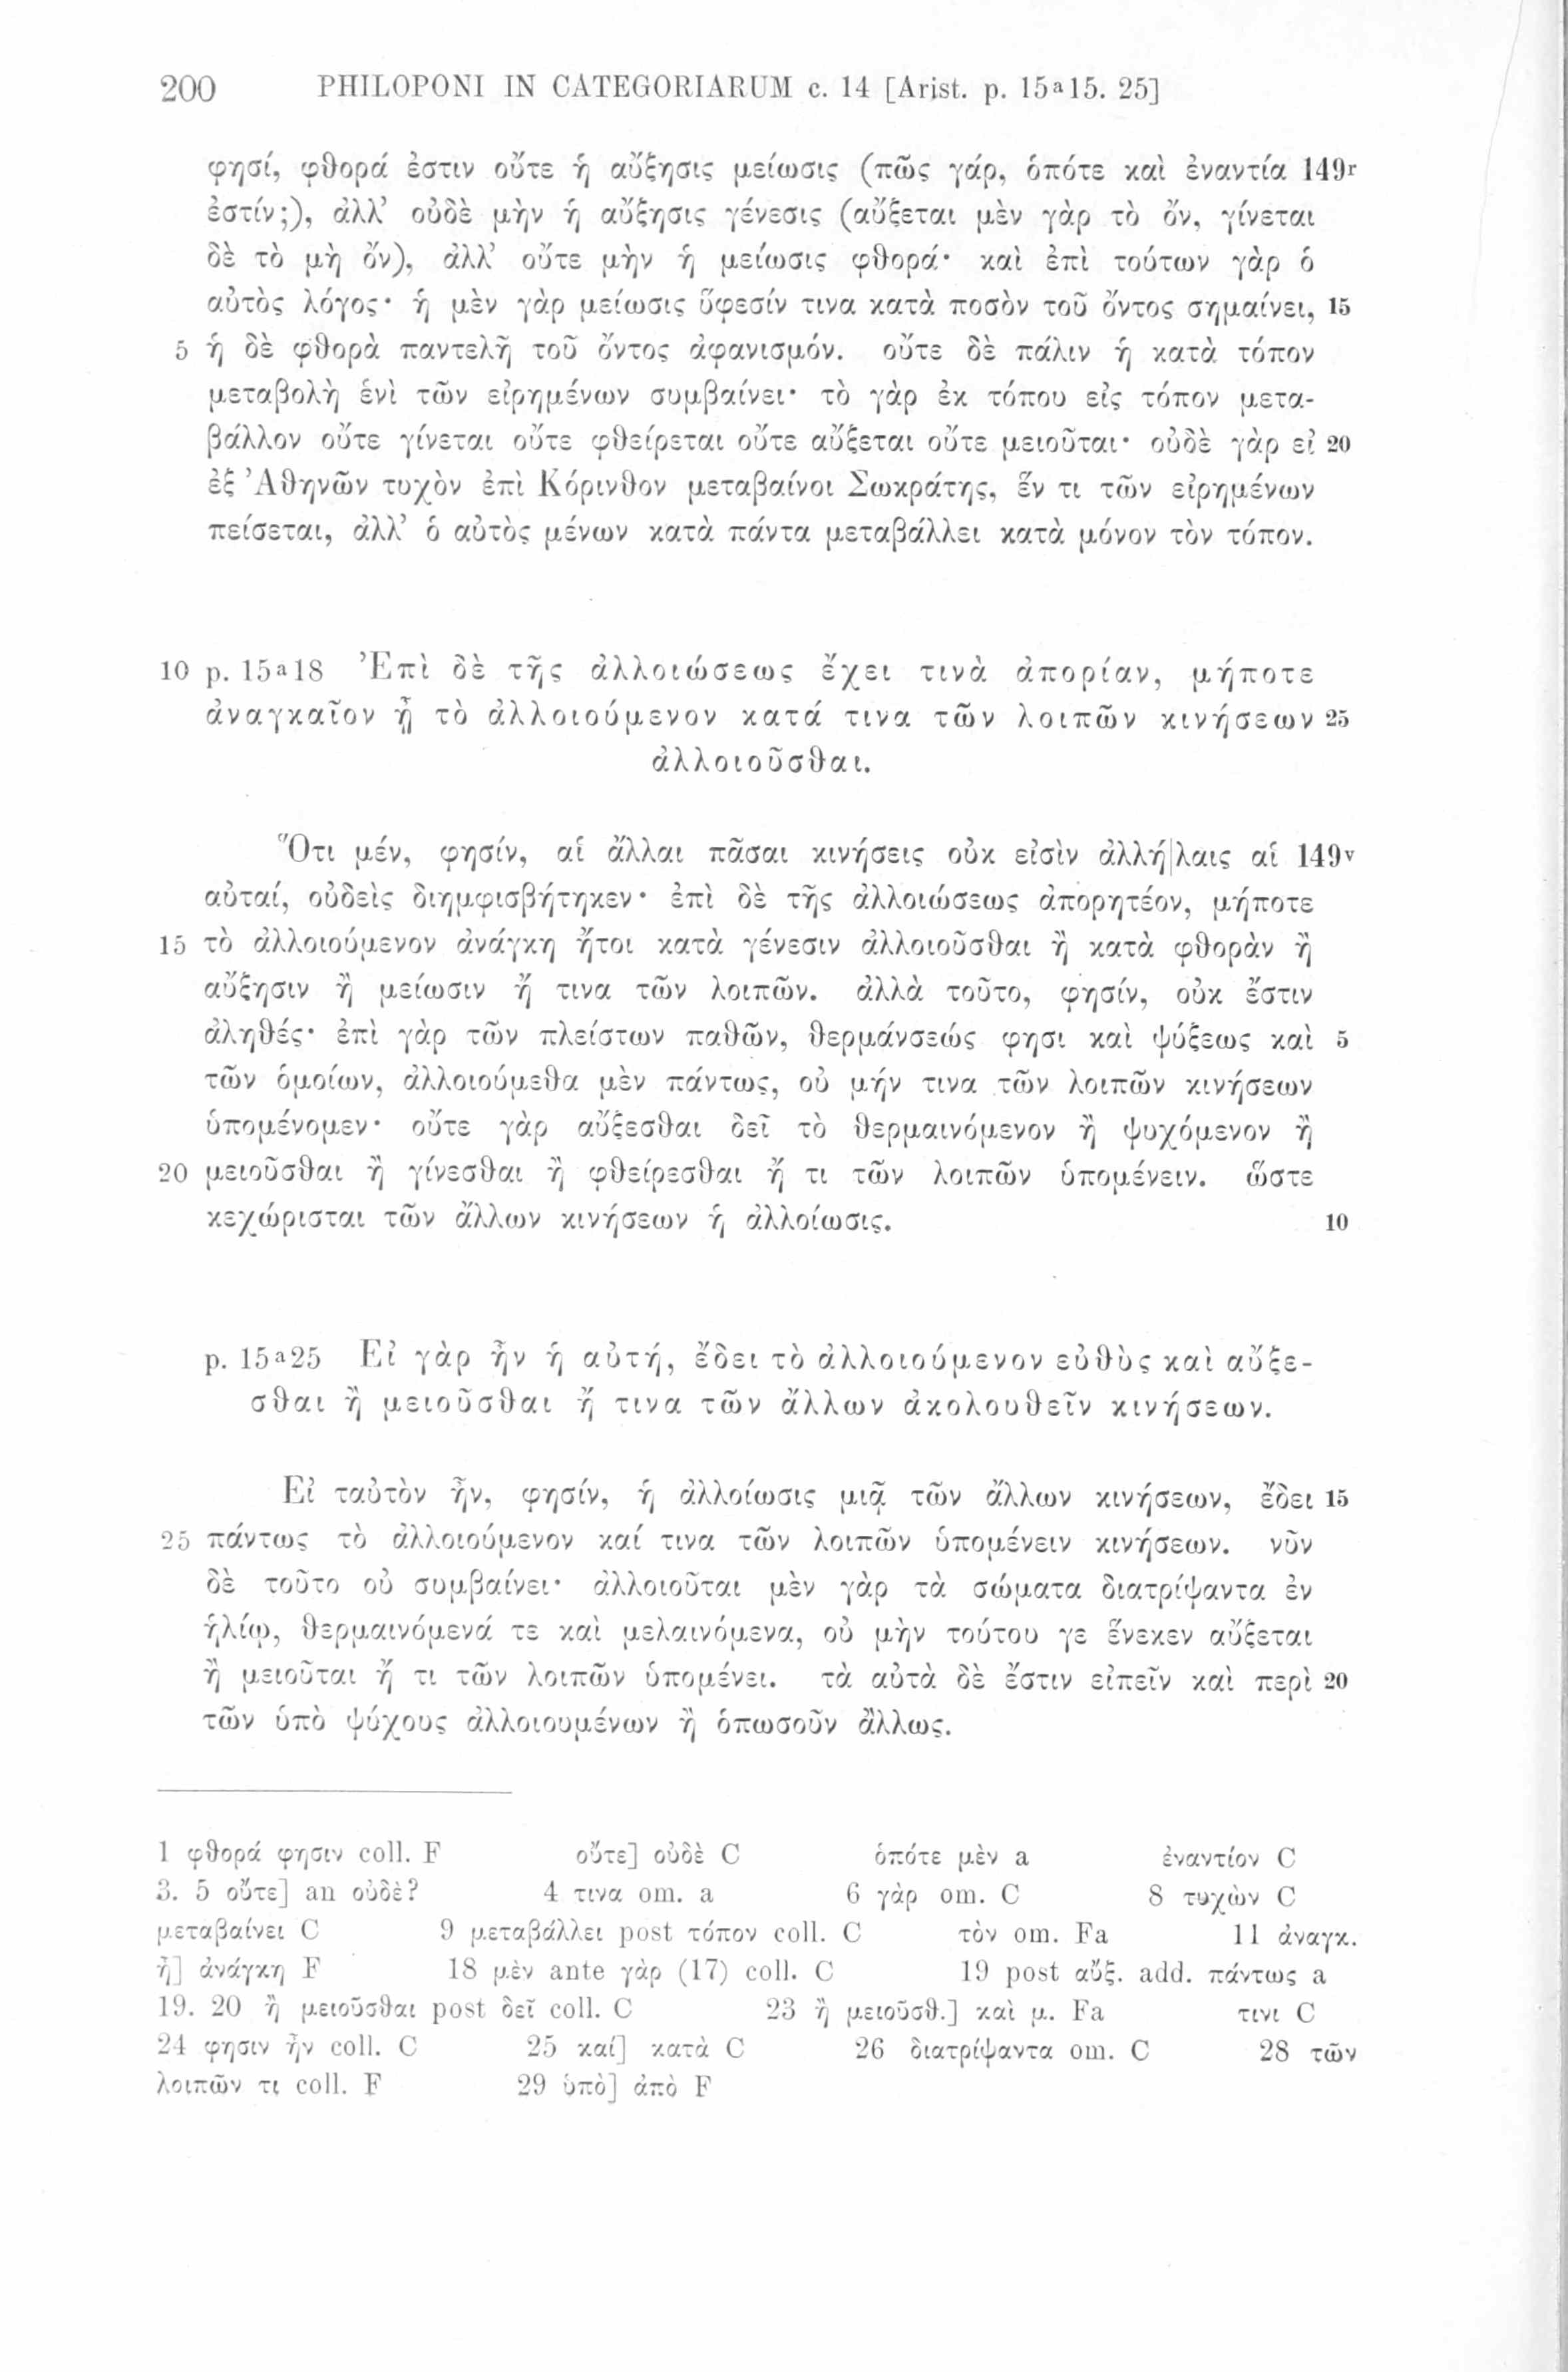 200 PHILOPONI IN CATEGORIARUM c. 14 [Arist. p. 15ᵃ15. 25]
φησί, φθορά ἐστιν οὔτε ἡ αὔξησις μείωσις (πῶς γάρ, ὁπότε καὶ ἐναντία 149ʳ
ἐστίν;), ἀλλ’ οὐδὲ μὴν ἡ αὔξησις γένεσις (αὔξεται μὲν γὰρ τὸ ὄν, γίνεται
δὲ τὸ μὴ ὄν), ἀλλ’ οὔτε μὴν ἡ μείωσις φθορά· καὶ ἐπὶ τούτων γὰρ ὁ
αὐτὸς λόγος· ἡ μὲν γὰρ μείωσις ὕφεσίν τινα κατὰ ποσὸν τοῦ ὄντος σημαίνει, 15
5 ἡ δὲ φθορὰ παντελῆ τοῦ ὄντος ἀφανισμόν. οὔτε δὲ πάλιν ἡ κατὰ τόπον
μεταβολὴ ἑνὶ τῶν εἰρημένων συμβαίνει· τὸ γὰρ ἐκ τόπου εἰς τόπον μετα-
βάλλον οὔτε γίνεται οὔτε φθείρεται οὔτε αὔξεται οὔτε μειοῦται· οὐδὲ γὰρ εἰ 20
ἐξ Ἀθηνῶν τυχὸν ἐπὶ Κόρινθον μεταβαίνοι Σωκράτης, ἕν τι τῶν εἰρημένων
πείσεται, ἀλλ’ ὁ αὐτὸς μένων κατὰ πάντα μεταβάλλει κατὰ μόνον τὸν τόπον.
10 p. 15ᵃ18 Ἐπὶ δὲ τῆς ἀλλοιώσεως ἔχει τινὰ ἀπορίαν, μήποτε
ἀναγκαῖον ᾖ τὸ ἀλλοιούμενον κατά τινα τῶν λοιπῶν κινήσεων 25
ἀλλοιοῦσθαι.
Ὅτι μέν, φησίν, αἱ ἄλλαι πᾶσαι κινήσεις οὐκ εἰσὶν ἀλλή|λαις αἱ 149ᵛ
αὐταί, οὐδεὶς διημφισβήτηκεν· ἐπὶ δὲ τῆς ἀλλοιώσεως ἀπορητέον, μήποτε
15 τὸ ἀλλοιούμενον ἀνάγκη ἤτοι κατὰ γένεσιν ἀλλοιοῦσθαι ἢ κατὰ φθορὰν ἢ
αὔξησιν ἢ μείωσιν ἤ τινα τῶν λοιπῶν. ἀλλὰ τοῦτο, φησίν, οὐκ ἔστιν
ἀληθές· ἐπὶ γὰρ τῶν πλείστων παθῶν, θερμάνσεώς φησι καὶ ψύξεως καὶ 5
τῶν ὁμοίων, ἀλλοιούμεθα μὲν πάντως, οὐ μήν τινα τῶν λοιπῶν κινήσεων
ὑπομένομεν· οὔτε γὰρ αὔξεσθαι δεῖ τὸ θερμαινόμενον ἢ ψυχόμενον ἢ
20 μειοῦσθαι ἢ γίνεσθαι ἢ φθείρεσθαι ἤ τι τῶν λοιπῶν ὑπομένειν. ὥστε
κεχώρισται τῶν ἄλλων κινήσεων ἡ ἀλλοίωσις. 10
p. 15ᵃ25 Εἰ γὰρ ἦν ἡ αὐτή, ἔδει τὸ ἀλλοιούμενον εὐθὺς καὶ αὔξε-
σθαι ἢ μειοῦσθαι ἤ τινα τῶν ἄλλων ἀκολουθεῖν κινήσεων.
Εἰ ταὐτὸν ἦν, φησίν, ἡ ἀλλοίωσις μιᾷ τῶν ἄλλων κινήσεων, ἔδει 15
25 πάντως τὸ ἀλλοιούμενον καί τινα τῶν λοιπῶν ὑπομένειν κινήσεων. νῦν
δὲ τοῦτο οὐ συμβαίνει· ἀλλοιοῦται μὲν γὰρ τὰ σώματα διατρίψαντα ἐν
ἡλίῳ, θερμαινόμενά τε καὶ μελαινόμενα, οὐ μὴν τούτου γε ἕνεκεν αὔξεται
ἢ μειοῦται ἤ τι τῶν λοιπῶν ὑπομένει. τὰ αὐτὰ δὲ ἔστιν εἰπεῖν καὶ περὶ 20
τῶν ὑπὸ ψύχους ἀλλοιουμένων ἢ ὁπωσοῦν ἄλλως.
1 φθορά φησιν coll. F οὔτε] οὐδὲ C ὁπότε μὲν a ἐναντίον C
3. 5 οὔτε] an οὐδὲ? 4 τινα om. a 6 γὰρ om. C 8 τυχὼν C
μεταβαίνει C 9 μεταβάλλει post τόπον coll. C τὸν om. Fa 11 ἀναγκ.
ᾖ] ἀνάγκη F 18 μὲν ante γὰρ (17) coll. C 19 post αὔξ. add. πάντως a
19. 20 ἢ μειοῦσθαι post δεῖ coll. C 23 ἢ μειοῦσθ.] καὶ μ. Fa τινι C
24 φησιν ἦν coll. C 25 καί] κατὰ C 26 διατρίψαντα om. C 28 τῶν
λοιπῶν τι coll. F 29 ὑπὸ] ἀπὸ F